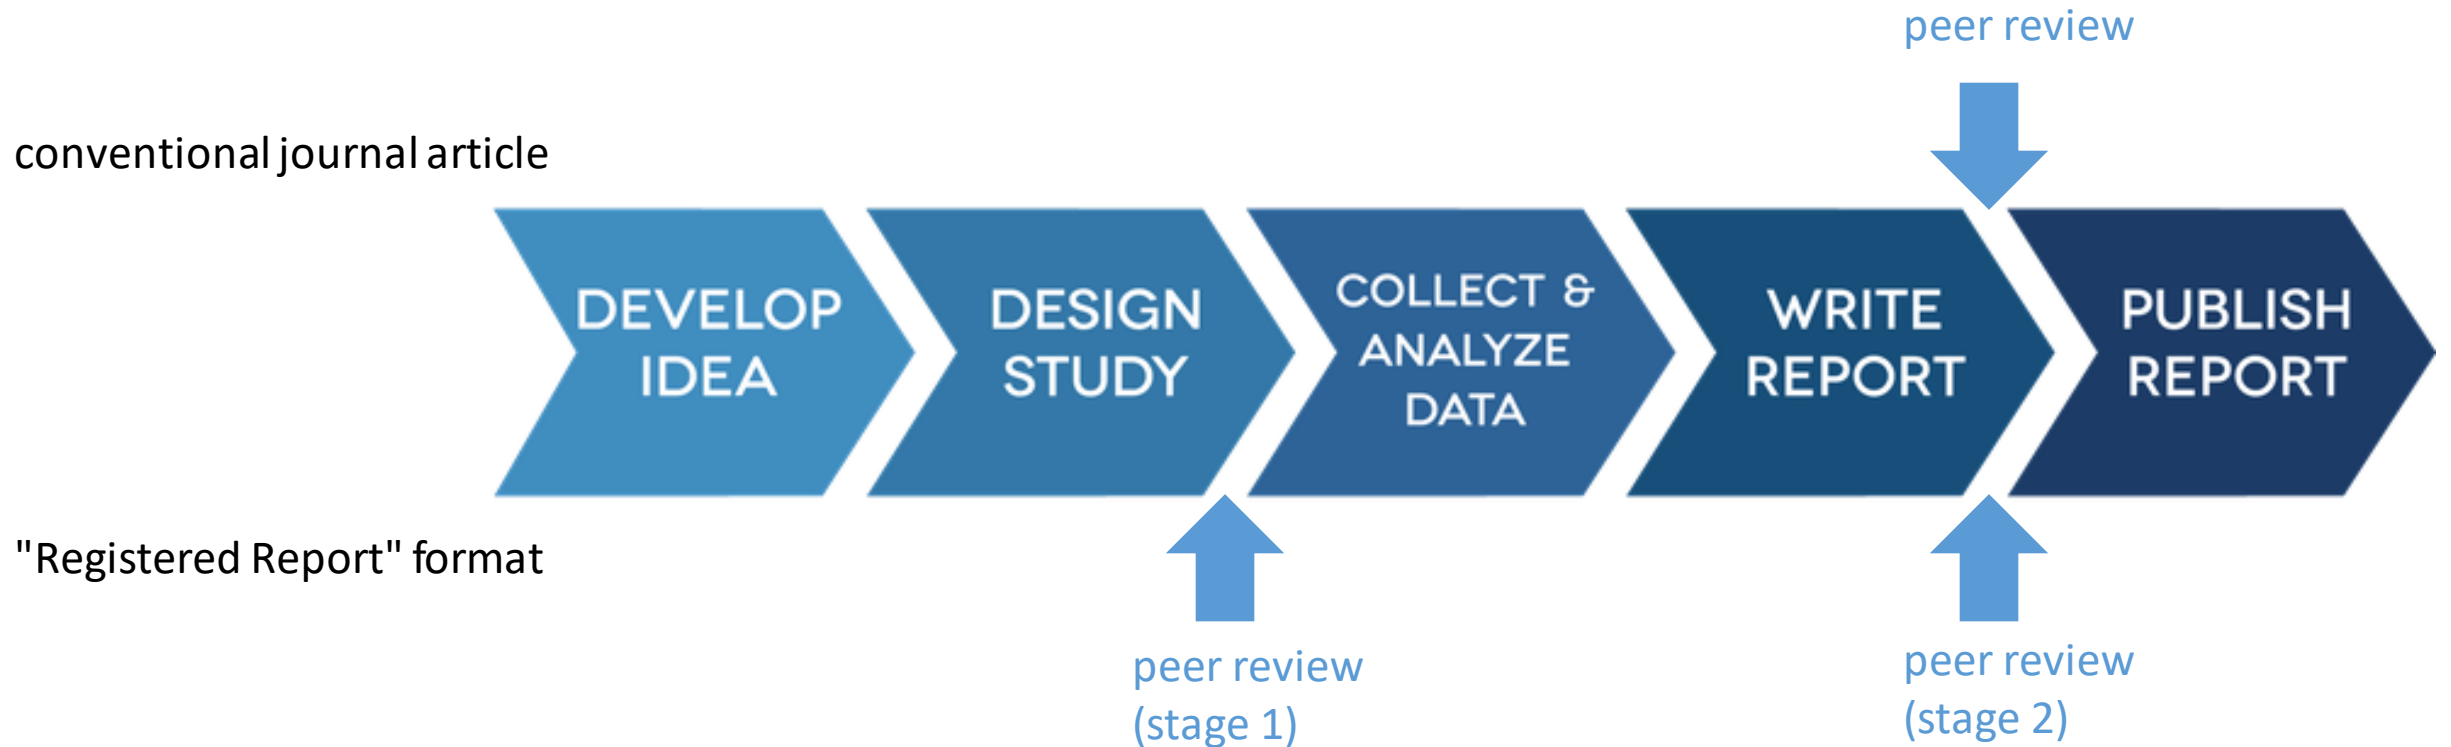 peer review
conventional journal article
DEVELOP
IDEA
DESIGN
STUDY
COLLECT &
ANALYZE
DATA
WRITE
REPORT
PUBLISH
REPORT
"Registered Report" format
peer review
(stage 1)
peer review
(stage 2)